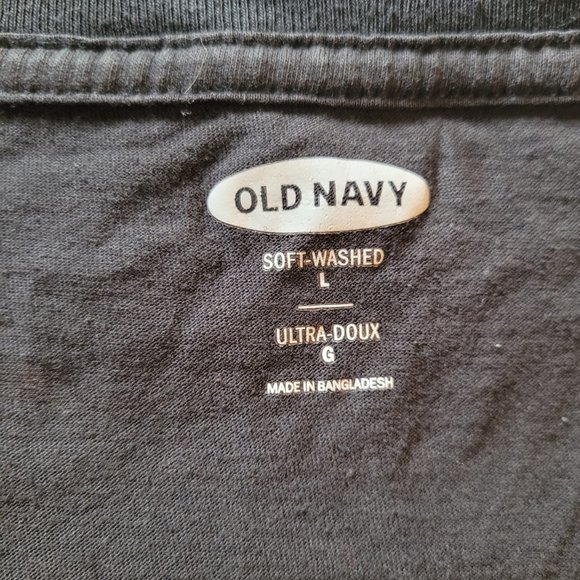 OLD NAVY
SOFT-WASHED
L
ULTRA-DOUX
G
MADE IN BANGLADESH